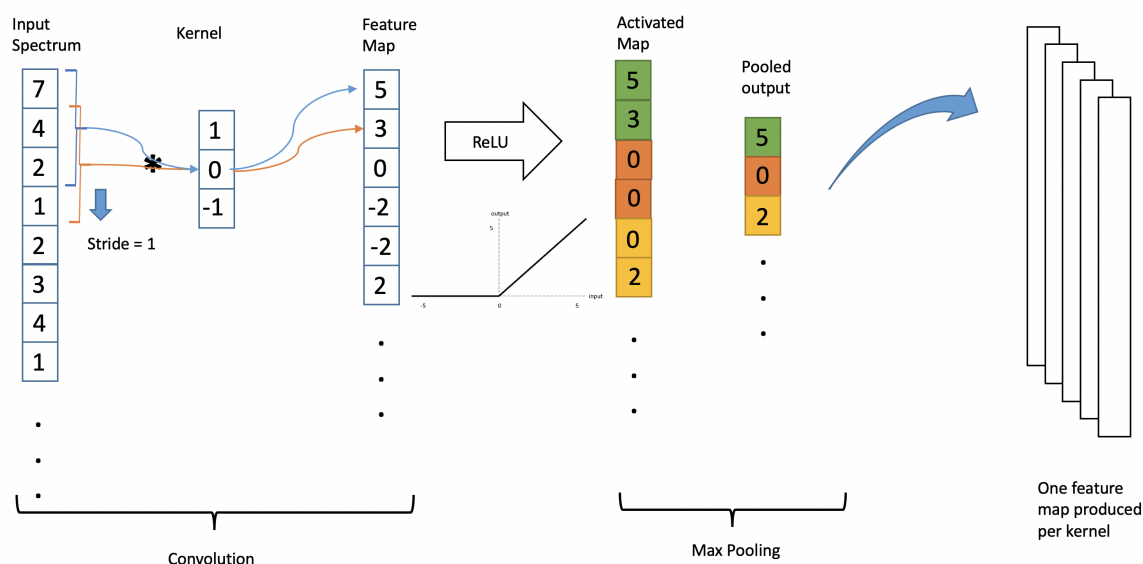 Input
Spectrum
7
4
2
1
2
3
4
1
Stride = 1
Kernel
1
0
-1
*
Feature
Map
5
3
0
-2
-2
2
ReLU
output
5
-5
0
5
input
Activated
Map
5
3
0
0
0
2
Pooled
output
5
0
2
One feature
map produced
per kernel
Convolution
Max Pooling